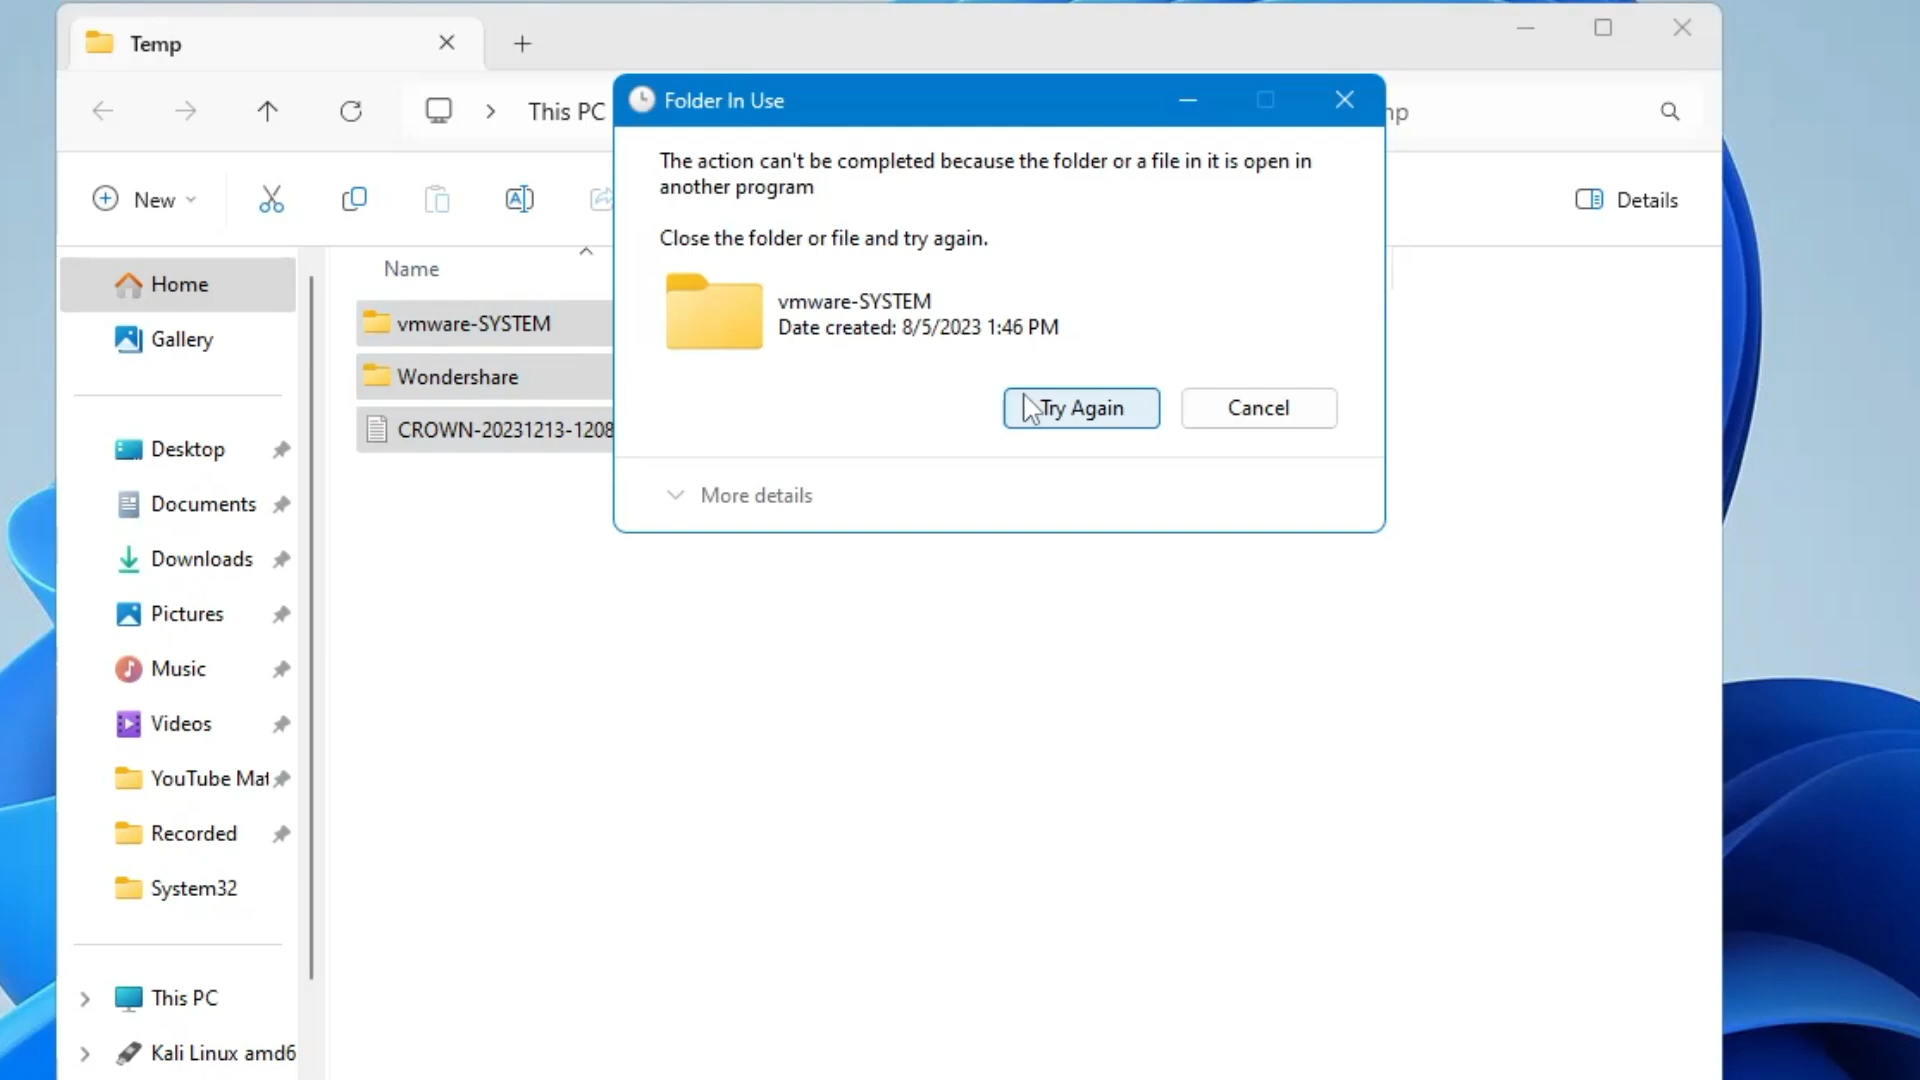 Temp
This PC
Folder In Use
The action can't be completed because the folder or a file in it is open in
another program
Close the folder or file and try again.
vmware-SYSTEM
Date created: 8/5/2023 1:46 PM
Try Again
Cancel
More details
New
Details
Name
vmware-SYSTEM
Wondershare
CROWN-20231213-1208
Home
Gallery
Desktop
Documents
Downloads
Pictures
Music
Videos
YouTube Mat
Recorded
System32
This PC
Kali Linux amd6